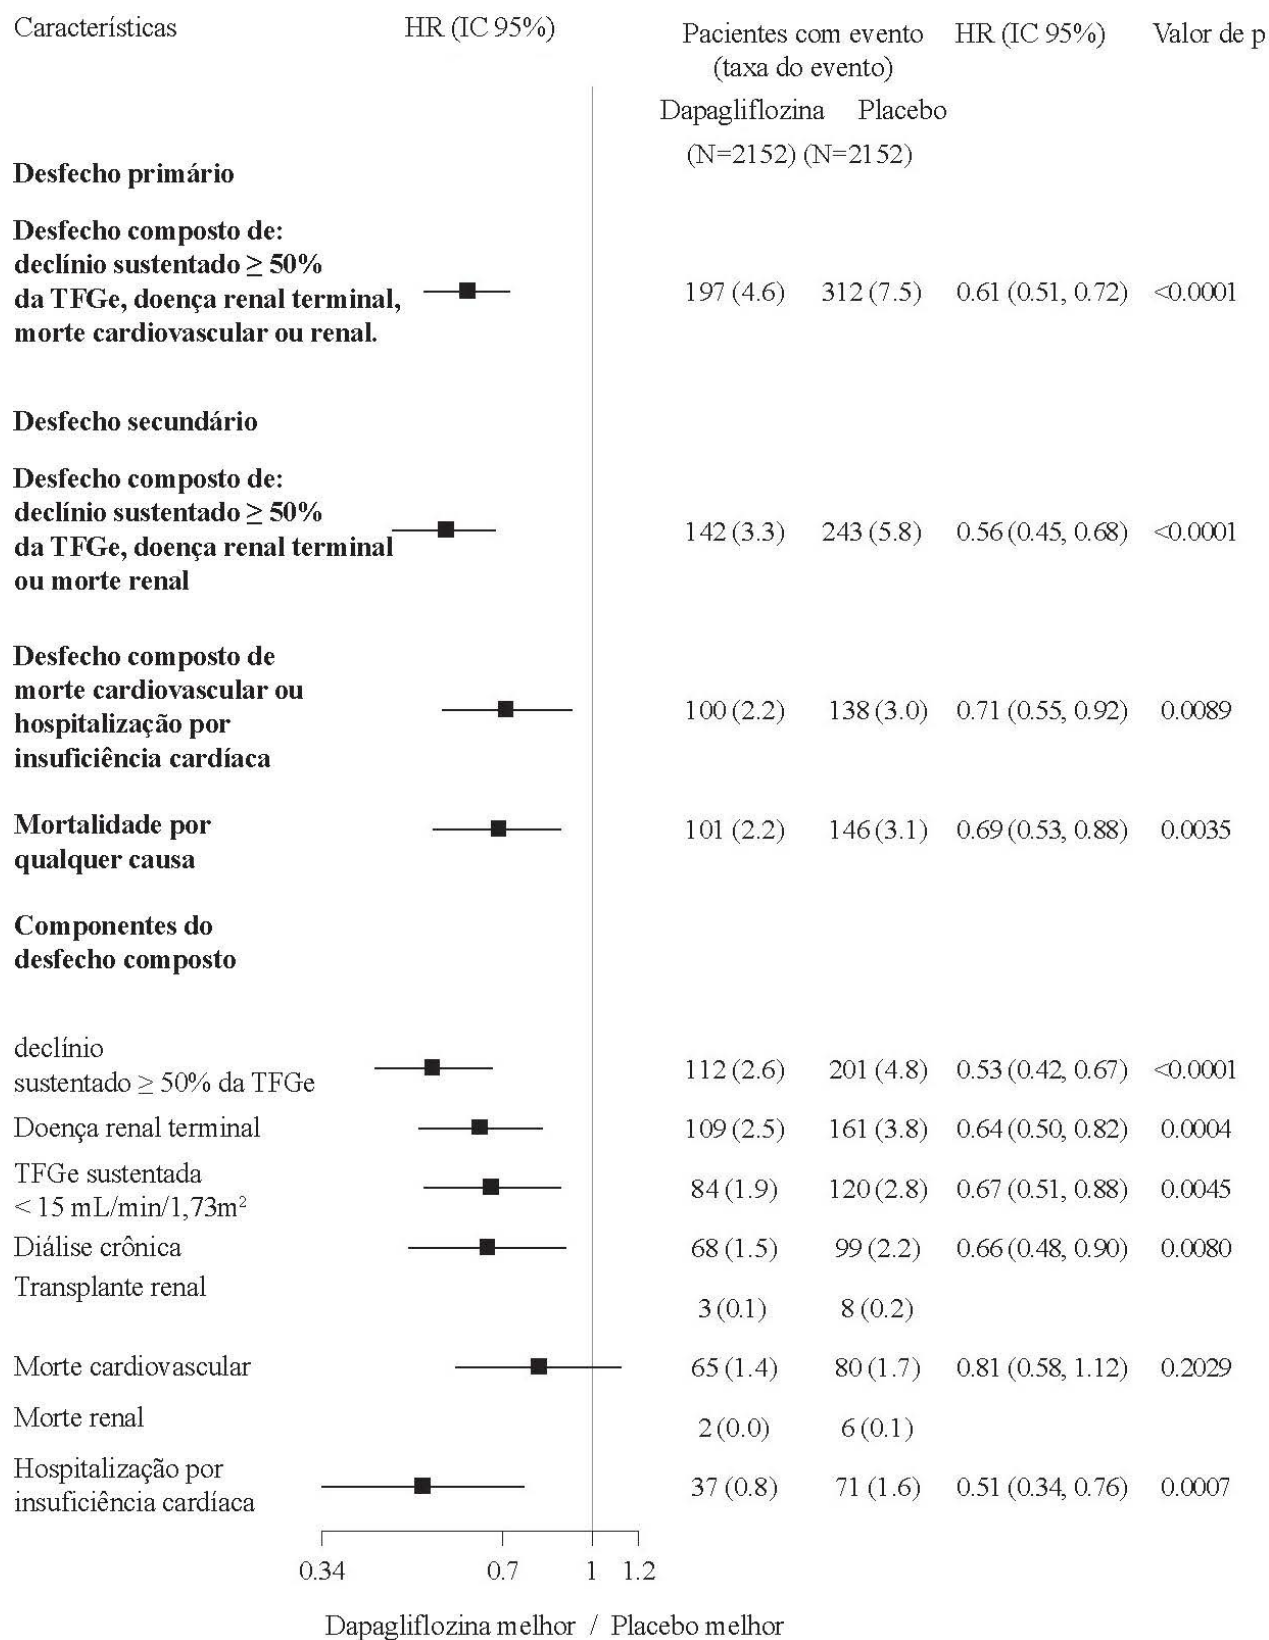 Características HR (IC 95%) Pacientes com evento HR (IC 95%) Valor de p
(taxa do evento)
Dapagliflozina Placebo
(N=2152) (N=2152)
Desfecho primário
Desfecho composto de:
declínio sustentado ≥ 50%
da TFGe, doença renal terminal, 197 (4.6) 312 (7.5) 0.61 (0.51, 0.72) <0.0001
morte cardiovascular ou renal.
Desfecho secundário
Desfecho composto de:
declínio sustentado ≥ 50%
da TFGe, doença renal terminal 142 (3.3) 243 (5.8) 0.56 (0.45, 0.68) <0.0001
ou morte renal
Desfecho composto de
morte cardiovascular ou
hospitalização por 100 (2.2) 138 (3.0) 0.71 (0.55, 0.92) 0.0089
insuficiência cardíaca
Mortalidade por 101 (2.2) 146 (3.1) 0.69 (0.53, 0.88) 0.0035
qualquer causa
Componentes do
desfecho composto
declínio
sustentado ≥ 50% da TFGe 112 (2.6) 201 (4.8) 0.53 (0.42, 0.67) <0.0001
Doença renal terminal 109 (2.5) 161 (3.8) 0.64 (0.50, 0.82) 0.0004
TFGe sustentada
< 15 mL/min/1,73m² 84 (1.9) 120 (2.8) 0.67 (0.51, 0.88) 0.0045
Diálise crônica 68 (1.5) 99 (2.2) 0.66 (0.48, 0.90) 0.0080
Transplante renal
3 (0.1) 8 (0.2)
Morte cardiovascular 65 (1.4) 80 (1.7) 0.81 (0.58, 1.12) 0.2029
Morte renal 2 (0.0) 6 (0.1)
Hospitalização por
insuficiência cardíaca 37 (0.8) 71 (1.6) 0.51 (0.34, 0.76) 0.0007
0.34 0.7 1 1.2
Dapagliflozina melhor / Placebo melhor